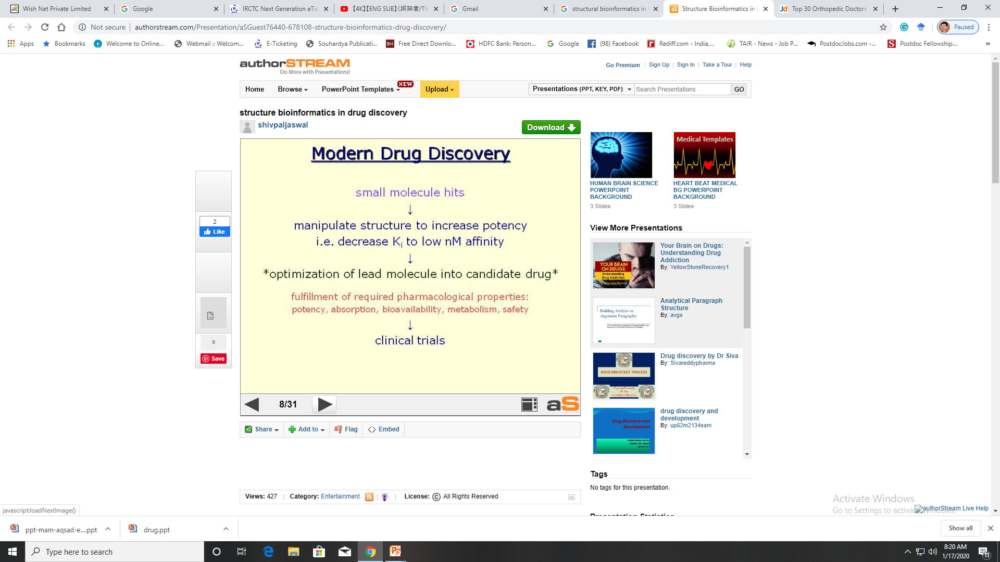 Wish Net Private Limited
Google
IRCTC Next Generation eTic
【4K】【ENG SUB】《绑架者/Th
Gmail
structural bioinformatics in
Structure Bioinformatics in
Top 30 Orthopedic Doctors
Not secure
authorstream.com/Presentation/aSGuest76440-678108-structure-bioinformatics-drug-discovery/
Paused
Apps
Bookmarks
Welcome to Online...
Webmail :: Welcom...
E-Ticketing
Souhardya Publicati...
Free Direct Downlo...
HDFC Bank: Person...
Google
(98) Facebook
Rediff.com - India,...
TAIR - News - Job P...
PostdocJobs.com -...
Postdoc Fellowship...
»
authorSTREAM
Do More with Presentations!
Go Premium | Sign Up | Sign In | Take a Tour | Help
Home
Browse
PowerPoint Templates
NEW
Upload
Presentations (PPT, KEY, PDF)
Search Presentations
GO
structure bioinformatics in drug discovery
shivpaljaswal
Download
Modern Drug Discovery
small molecule hits
↓
manipulate structure to increase potency
i.e. decrease Ki to low nM affinity
↓
*optimization of lead molecule into candidate drug*
fulfillment of required pharmacological properties:
potency, absorption, bioavailability, metabolism, safety
↓
clinical trials
2
Like
0
Save
8/31
aS
Share
Add to
Flag
Embed
Views: 427
Category: Entertainment
License: © All Rights Reserved
Medical Templates
HUMAN BRAIN SCIENCE
POWERPOINT
BACKGROUND
3 Slides
HEART BEAT MEDICAL
BG POWERPOINT
BACKGROUND
3 Slides
View More Presentations
YOUR BRAIN
ON DRUGS:
Understanding
Drug Addiction
Your Brain on Drugs:
Understanding Drug
Addiction
By: YellowStoneRecovery1
Building Analysis or
Argument Paragraphs
Analytical Paragraph
Structure
By: avgs
DRUG DISCOVERY PROCESS
Drug discovery by Dr Siva
By: Sivareddypharma
drug discovery and
development
drug discovery and
development
By: up62m2134sam
Tags
No tags for this presentation.
Presentation Statistics
Activate Windows
Go to Settings to activate Windows.
authorStream Live Help
javascript:loadNextImage()
ppt-mam-aqsad-e....ppt
drug.ppt
Show all
Type here to search
8:20 AM
1/17/2020
11